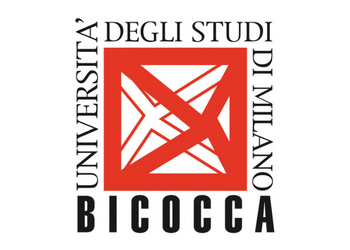 UNIVERSITA'
DEGLI STUDI
DI MILANO
BICOCCA